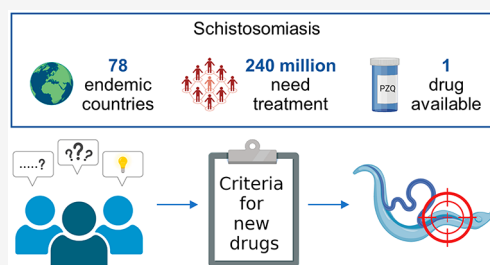 Schistosomiasis
78
endemic
countries
240 million
need
treatment
PZQ
1
drug
available
.....?
???
Criteria
for
new
drugs